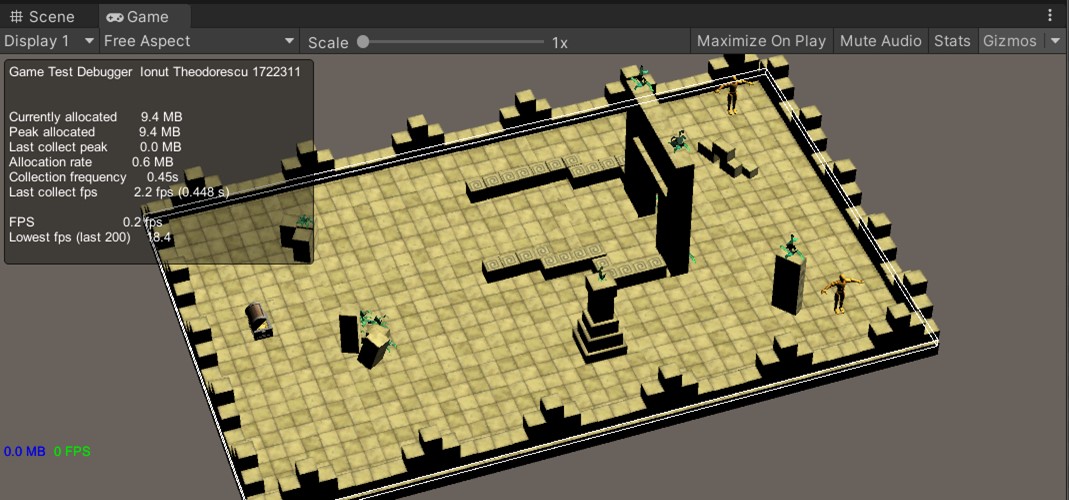 Scene Game
Display 1 Free Aspect Scale 1x Maximize On Play Mute Audio Stats Gizmos
Game Test Debugger Ionut Theodorescu 1722311
Currently allocated 9.4 MB
Peak allocated 9.4 MB
Last collect peak 0.0 MB
Allocation rate 0.6 MB
Collection frequency 0.45s
Last collect fps 2.2 fps (0.448 s)
FPS 0.2 fps
Lowest fps (last 200) 18.4
0.0 MB 0 FPS